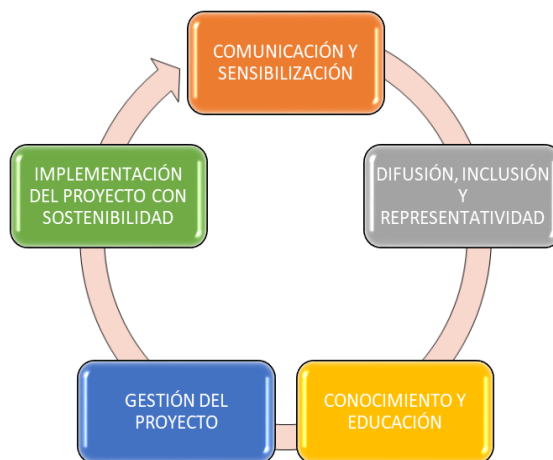 COMUNICACIÓN Y
SENSIBILIZACIÓN
DIFUSIÓN, INCLUSIÓN
Y
REPRESENTATIVIDAD
CONOCIMIENTO Y
EDUCACIÓN
GESTIÓN DEL
PROYECTO
IMPLEMENTACIÓN
DEL PROYECTO CON
SOSTENIBILIDAD